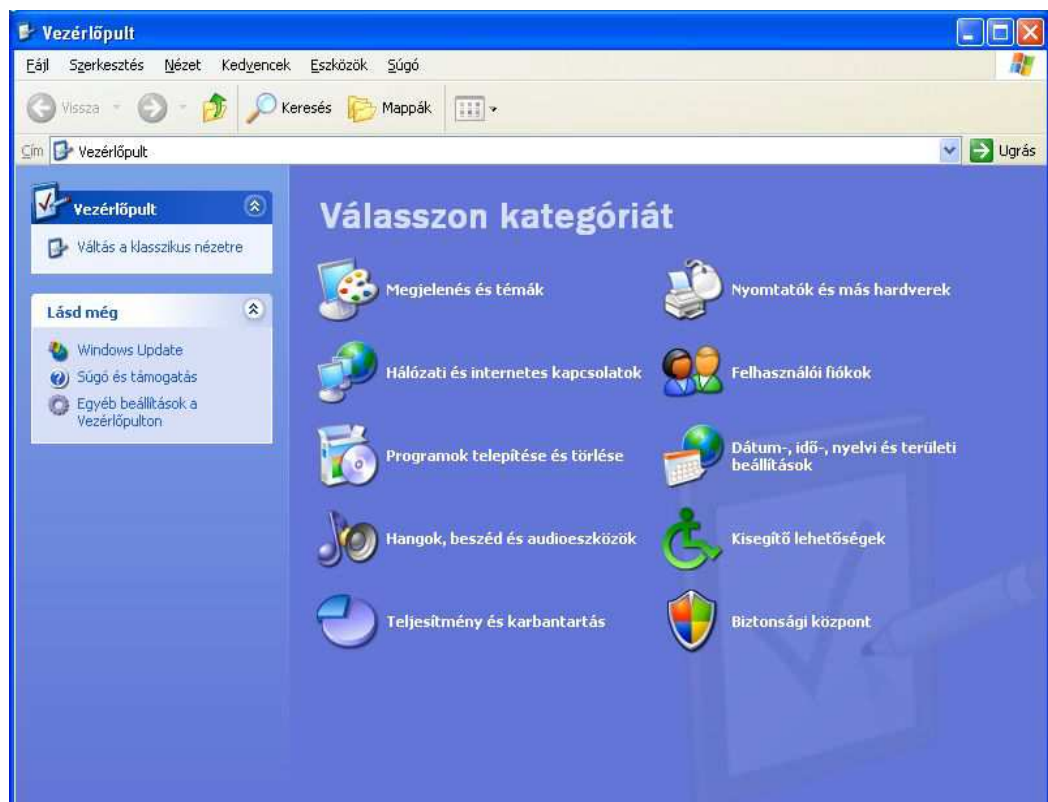 Vezérlőpult
Fájl Szerkesztés Nézet Kedvencek Eszközök Súgó
Vissza Keresés Mappák
Cím Vezérlőpult Ugrás
Vezérlőpult
Váltás a klasszikus nézetre
Lásd még
Windows Update
Súgó és támogatás
Egyéb beállítások a
Vezérlőpulton
Válasszon kategóriát
Megjelenés és témák
Nyomtatók és más hardverek
Hálózati és internetes kapcsolatok
Felhasználói fiókok
Programok telepítése és törlése
Dátum-, idő-, nyelvi és területi
beállítások
Hangok, beszéd és audioeszközök
Kisegítő lehetőségek
Teljesítmény és karbantartás
Biztonsági központ